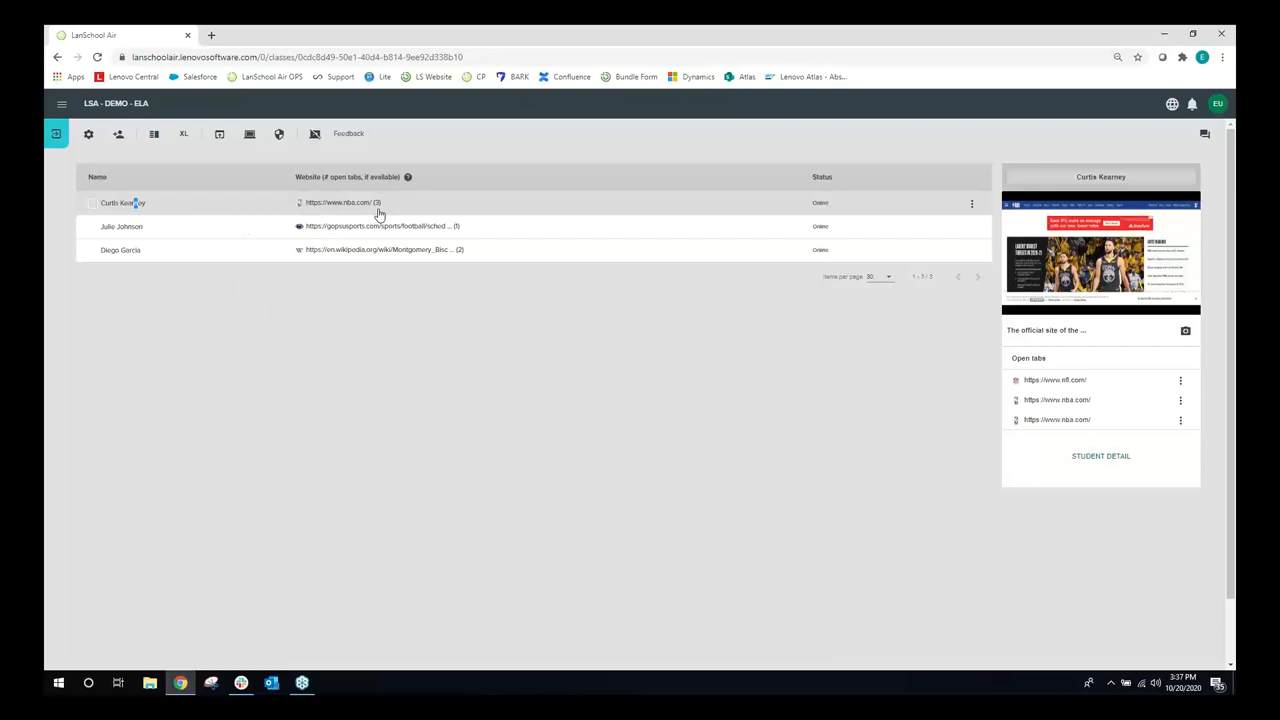 LanSchool Air
lanschoolair.lenovosoftware.com/0/classes/0cdc8d49-50e1-40d4-b814-9ee92d338b10
E
Apps Lenovo Central Salesforce LanSchool Air OPS Support Lite LS Website CP BARK Confluence Bundle Form Dynamics Atlas Lenovo Atlas - Abs...
LSA - DEMO - ELA
EU
XL Feedback
Name Website (# open tabs, if available) Status
Curtis Kearney https://www.nba.com/ (3) Online
Julie Johnson https://gopsusports.com/sports/football/sched ... (1) Online
Diego Garcia https://en.wikipedia.org/wiki/Montgomery_Bisc ... (2) Online
Items per page 30 1 - 3 / 3
Curtis Kearney
The official site of the ...
Open tabs
https://www.nfl.com/
https://www.nba.com/
https://www.nba.com/
STUDENT DETAIL
3:37 PM
10/20/2020
35